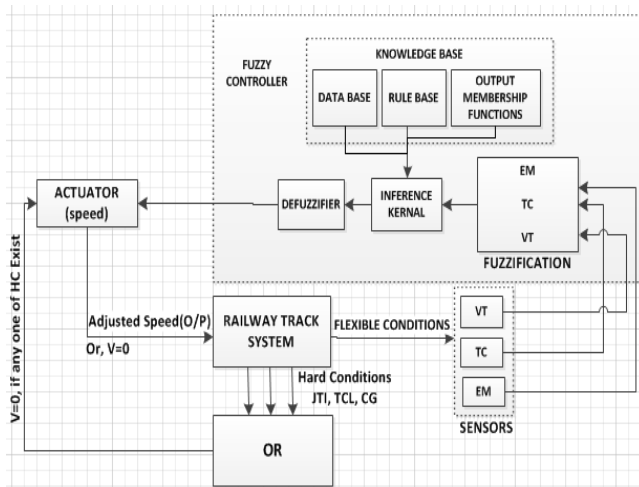 FUZZY
CONTROLLER
KNOWLEDGE BASE
DATA BASE
RULE BASE
OUTPUT
MEMBERSHIP
FUNCTIONS
ACTUATOR
(speed)
DEFUZZIFIER
INFERENCE
KERNAL
EM
TC
VT
FUZZIFICATION
V=0, if any one of HC Exist
Adjusted Speed(O/P)
Or, V=0
RAILWAY TRACK
SYSTEM
FLEXIBLE CONDITIONS
VT
TC
EM
SENSORS
Hard Conditions
JTI, TCL, CG
OR